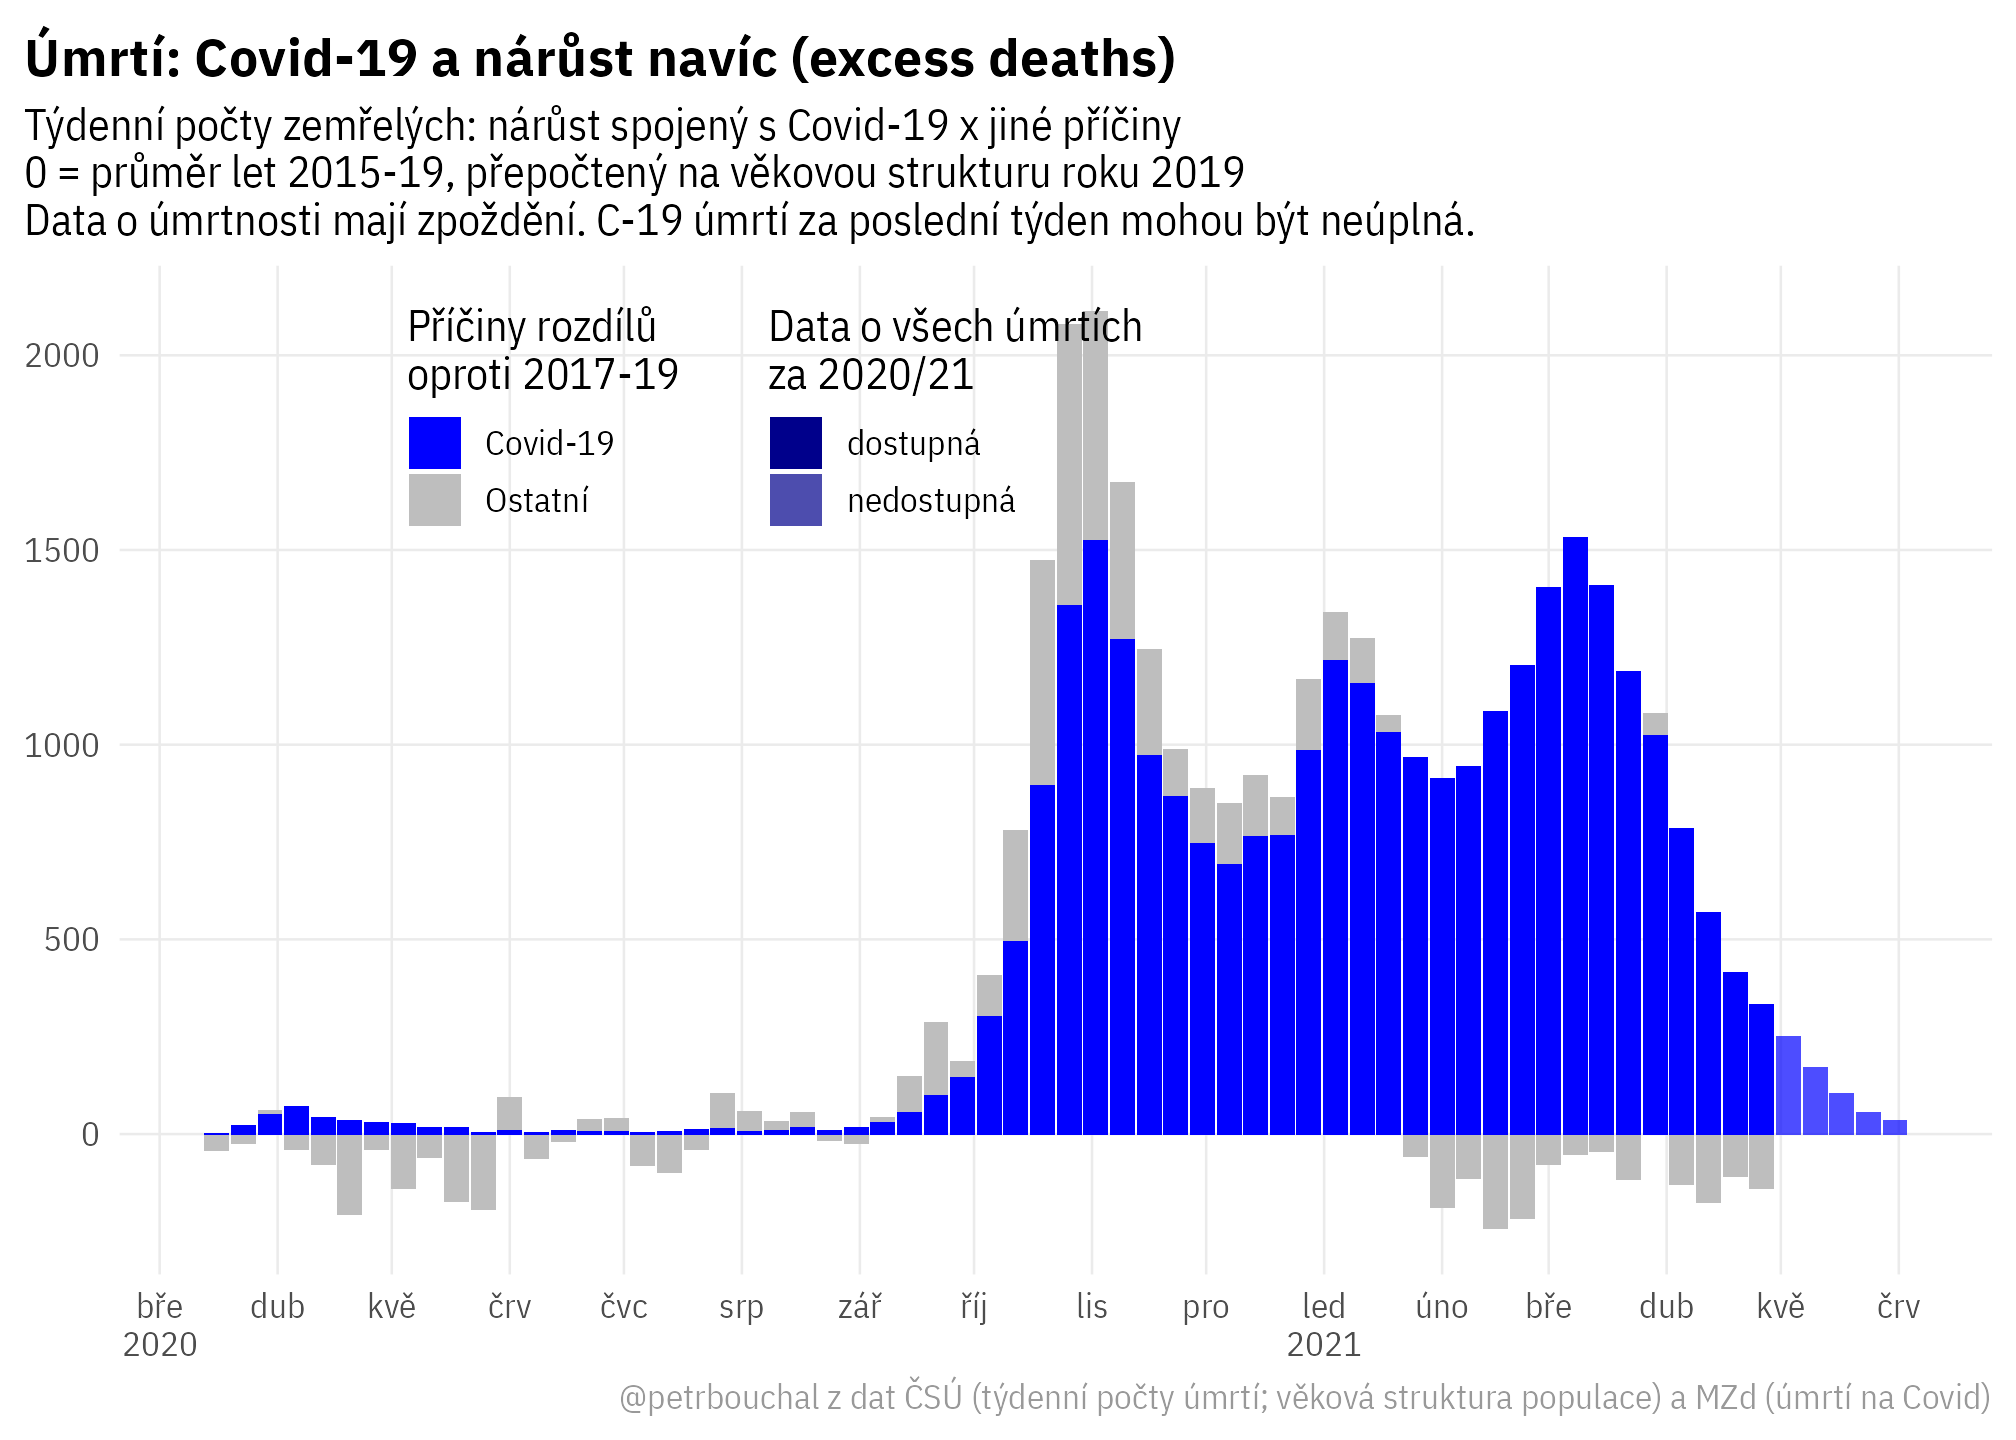 Úmrtí: Covid-19 a nárůst navíc (excess deaths)
Týdenní počty zemřelých: nárůst spojený s Covid-19 x jiné příčiny
0 = průměr let 2015-19, přepočtený na věkovou strukturu roku 2019
Data o úmrtnosti mají zpoždění. C-19 úmrtí za poslední týden mohou být neúplná.
Příčiny rozdílů
oproti 2017-19
Covid-19
Ostatní
Data o všech úmrtích
za 2020/21
dostupná
nedostupná
2000
1500
1000
500
0
bře dub kvě črv čvc srp zář říj lis pro led úno bře dub kvě črv
2020 2021
@petrbouchal z dat ČSÚ (týdenní počty úmrtí; věková struktura populace) a MZd (úmrtí na Covid)